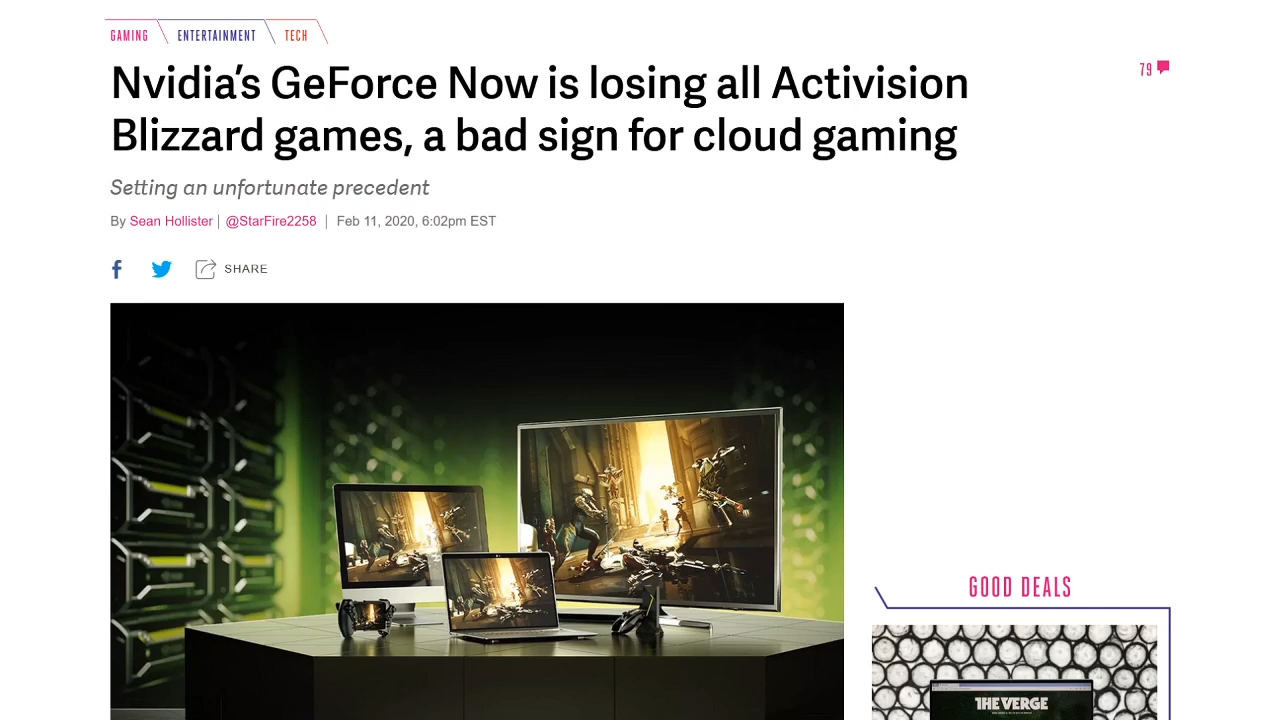 GAMING ENTERTAINMENT TECH
Nvidia’s GeForce Now is losing all Activision
Blizzard games, a bad sign for cloud gaming
79
Setting an unfortunate precedent
By Sean Hollister | @StarFire2258 | Feb 11, 2020, 6:02pm EST
SHARE
GOOD DEALS
THE VERGE